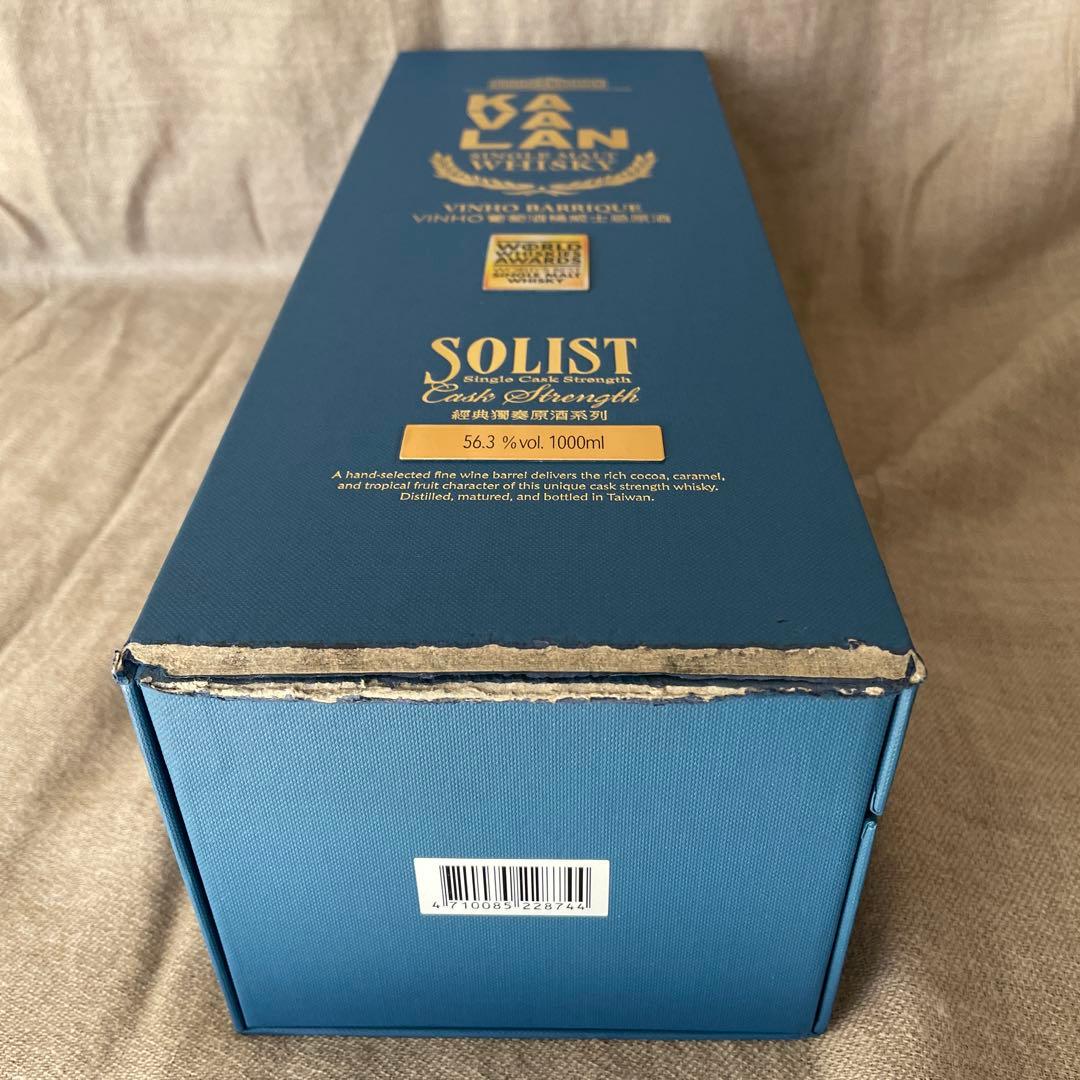 KA
VA
LAN
SINGLE MALT
WHISKY
VINHO BARRIQUE
VINHO葡萄酒桶威士忌原酒
WORLD
WHISKIES
AWARDS
WORLD'S BEST
SINGLE MALT
WHISKY
SOLIST
Single Cask Strength
Cask Strength
經典獨奏原酒系列
56.3 %vol. 1000ml
A hand-selected fine wine barrel delivers the rich cocoa, caramel,
and tropical fruit character of this unique cask strength whisky.
Distilled, matured, and bottled in Taiwan.
4 710085 228744